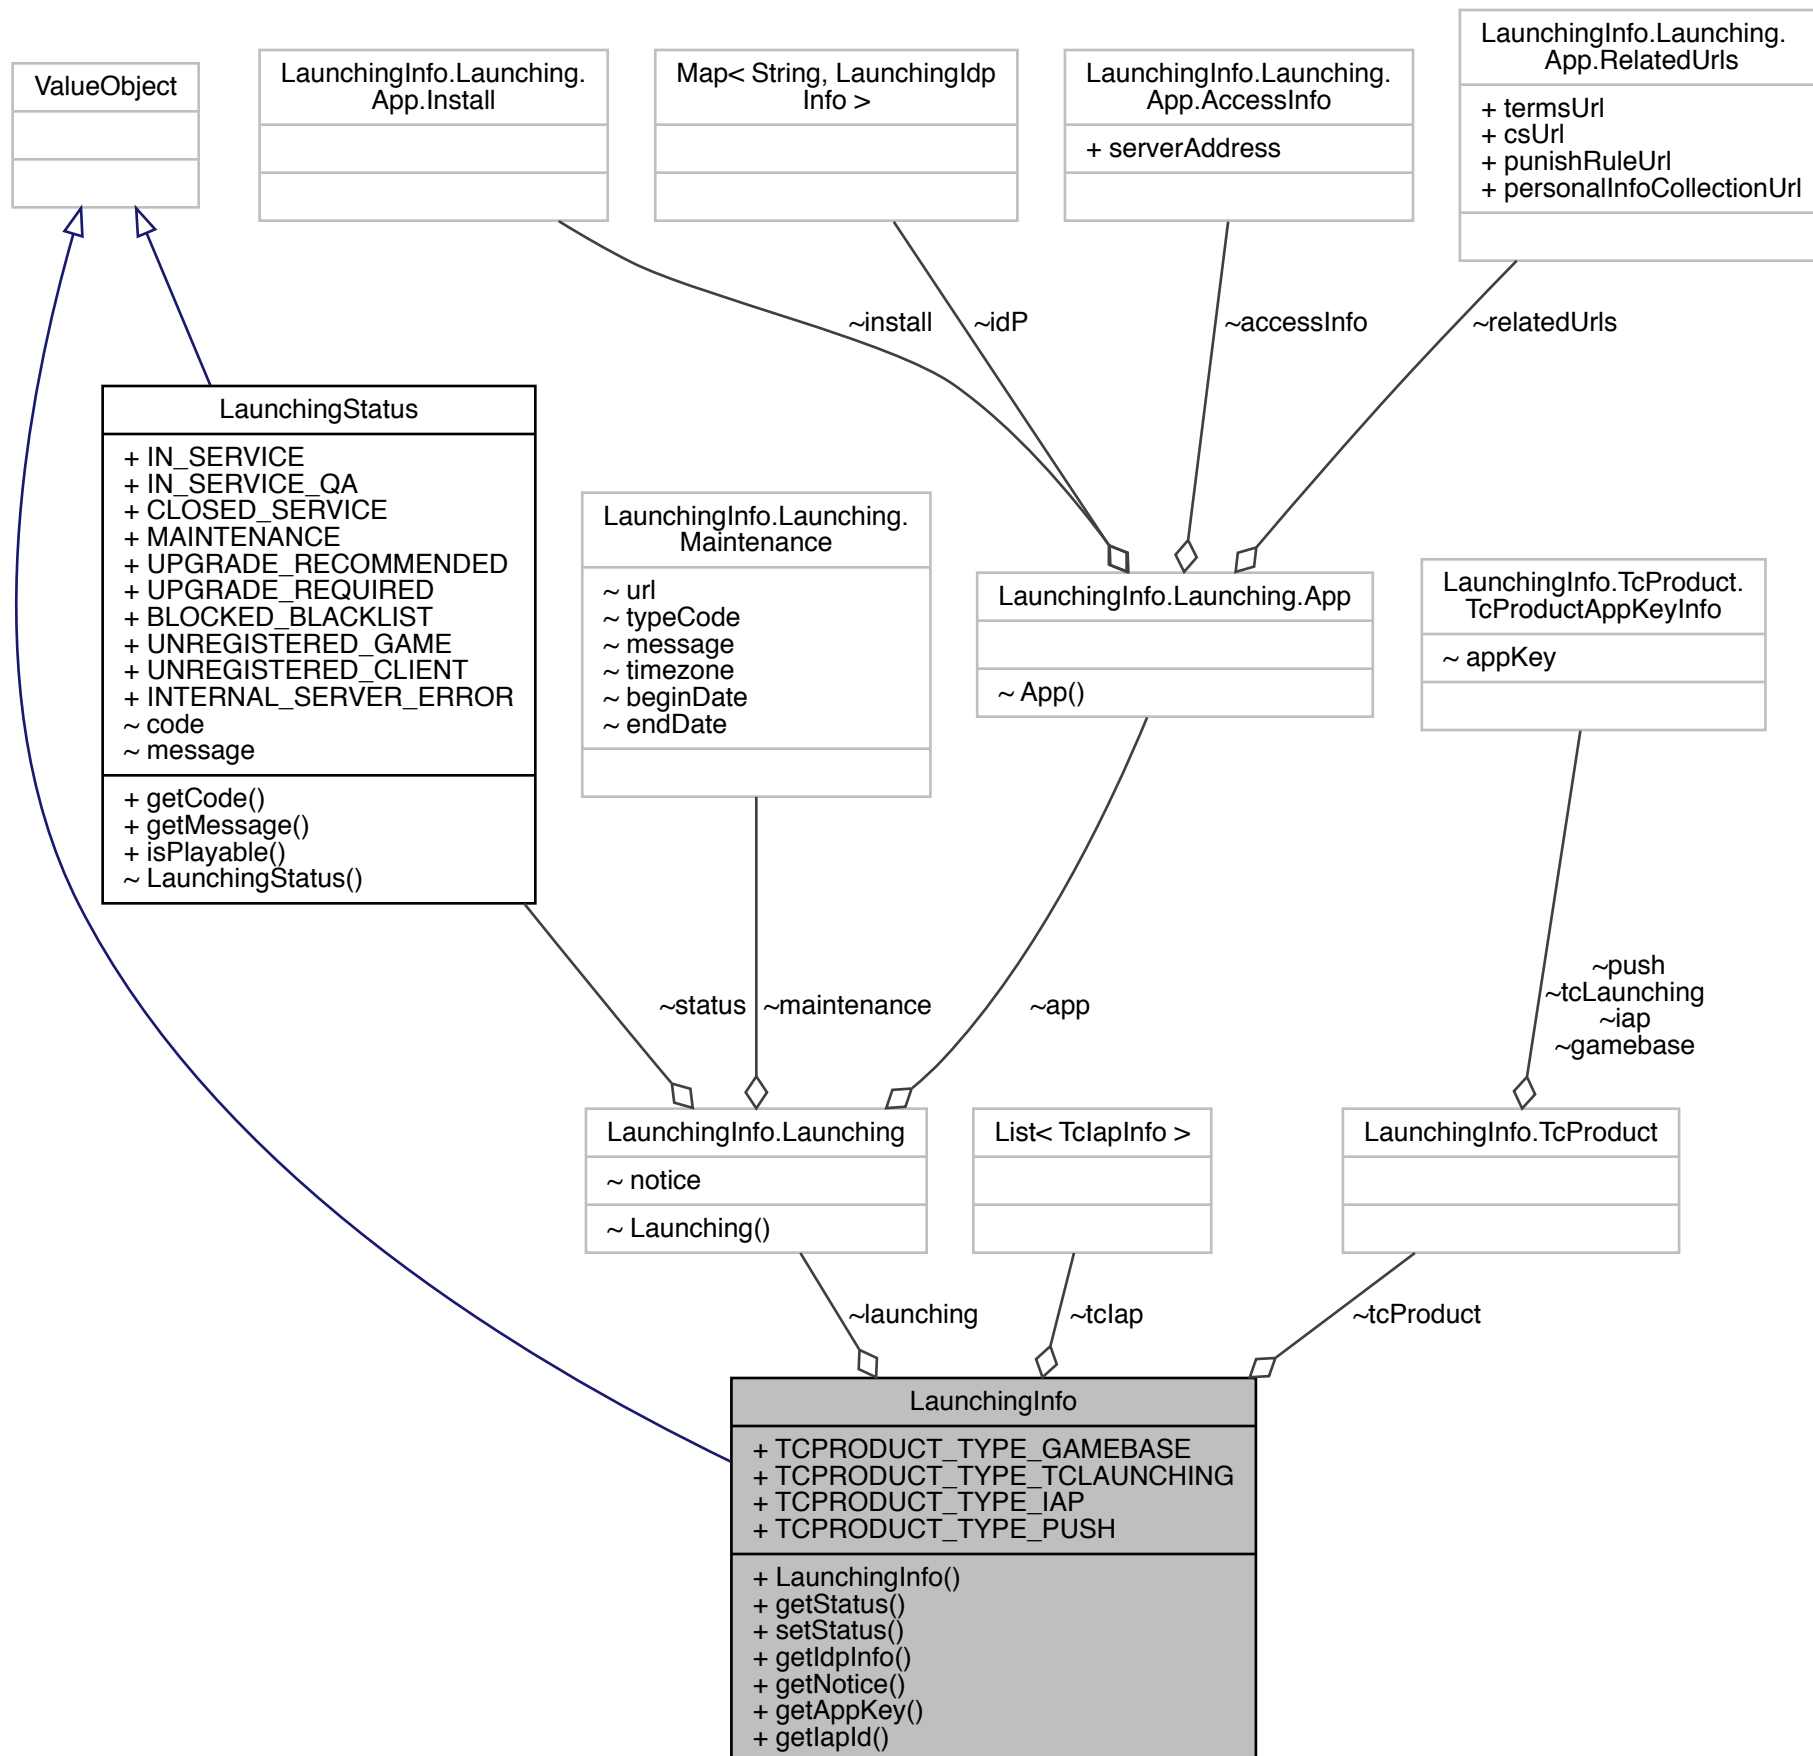 LaunchingInfo.Launching.
App.RelatedUrls
+ termsUrl
+ csUrl
+ punishRuleUrl
+ personalInfoCollectionUrl
ValueObject
LaunchingInfo.Launching.
App.Install
Map< String, LaunchingIdp
Info >
LaunchingInfo.Launching.
App.AccessInfo
+ serverAddress
~install
~idP
~accessInfo
~relatedUrls
LaunchingStatus
+ IN_SERVICE
+ IN_SERVICE_QA
+ CLOSED_SERVICE
+ MAINTENANCE
+ UPGRADE_RECOMMENDED
+ UPGRADE_REQUIRED
+ BLOCKED_BLACKLIST
+ UNREGISTERED_GAME
+ UNREGISTERED_CLIENT
+ INTERNAL_SERVER_ERROR
~ code
~ message
+ getCode()
+ getMessage()
+ isPlayable()
~ LaunchingStatus()
LaunchingInfo.Launching.
Maintenance
~ url
~ typeCode
~ message
~ timezone
~ beginDate
~ endDate
LaunchingInfo.Launching.App
~ App()
LaunchingInfo.TcProduct.
TcProductAppKeyInfo
~ appKey
~status
~maintenance
~app
~push
~tcLaunching
~iap
~gamebase
LaunchingInfo.Launching
~ notice
~ Launching()
List< TcIapInfo >
LaunchingInfo.TcProduct
~launching
~tcIap
~tcProduct
LaunchingInfo
+ TCPRODUCT_TYPE_GAMEBASE
+ TCPRODUCT_TYPE_TCLAUNCHING
+ TCPRODUCT_TYPE_IAP
+ TCPRODUCT_TYPE_PUSH
+ LaunchingInfo()
+ getStatus()
+ setStatus()
+ getIdpInfo()
+ getNotice()
+ getAppKey()
+ getIapId()